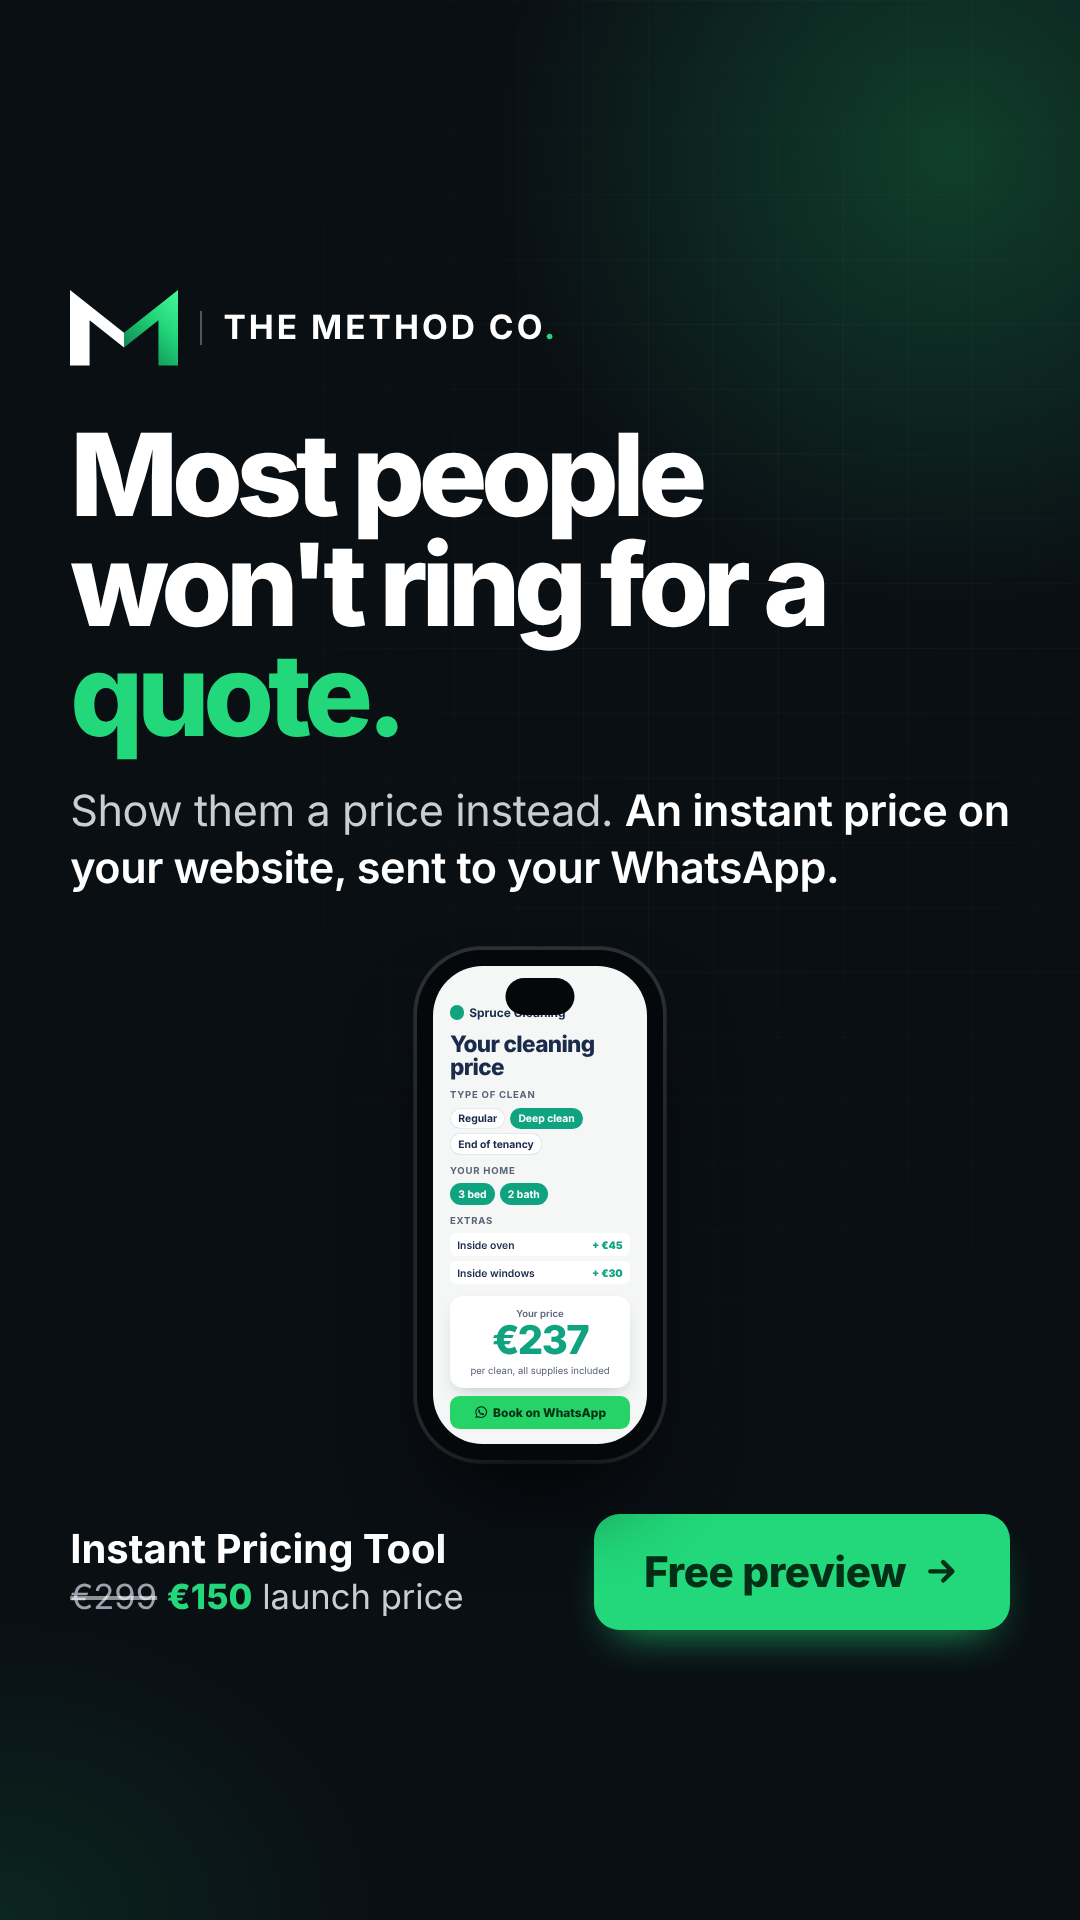 THE METHOD CO.
Most people
won't ring for a
quote.
Show them a price instead. An instant price on
your website, sent to your WhatsApp.
Spruce Cleaning
Your cleaning
price
TYPE OF CLEAN
Regular Deep clean
End of tenancy
YOUR HOME
3 bed 2 bath
EXTRAS
Inside oven + €45
Inside windows + €30
Your price
€237
per clean, all supplies included
Book on WhatsApp
Instant Pricing Tool
€299 €150 launch price
Free preview →